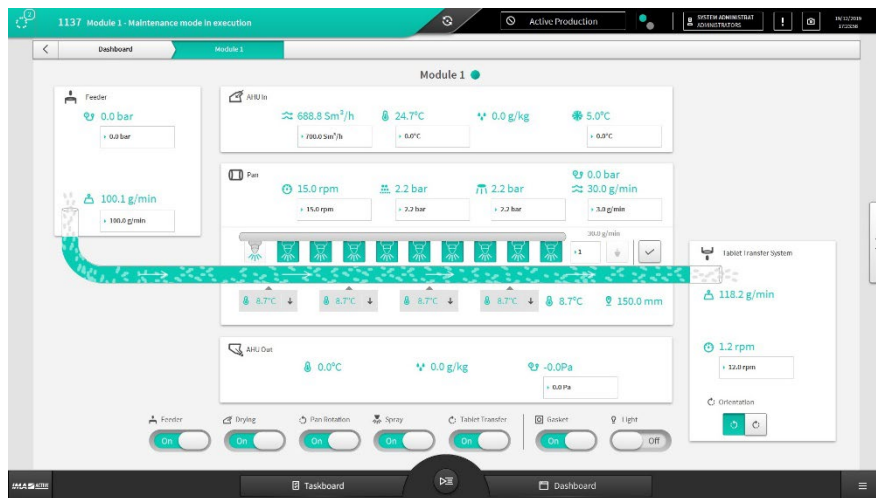 2
1137 Module 1 - Maintenance mode in execution
Active Production
SYSTEM ADMINISTRAT
ADMINISTRATORS
Dashboard
Module 1
Module 1
Feeder
0.0 bar
0.0 bar
100.1 g/min
100.0 g/min
AHU In
688.8 Sm³/h
24.7°C
0.0 g/kg
5.0°C
700.0 Sm³/h
0.0°C
0.0°C
Pan
0.0 bar
15.0 rpm
2.2 bar
2.2 bar
30.0 g/min
15.0 rpm
2.2 bar
2.2 bar
3.0 g/min
1
8.7°C
8.7°C
8.7°C
8.7°C
8.7°C
150.0 mm
Tablet Transfer System
118.2 g/min
1.2 rpm
12.0 rpm
Orientation
AHU Out
0.0°C
0.0 g/kg
-0.0Pa
0.0 Pa
Feeder
Drying
Pan Rotation
Spray
Tablet Transfer
Gasket
Light
On
On
On
On
On
On
Off
IMA ACTIVE
Taskboard
Dashboard